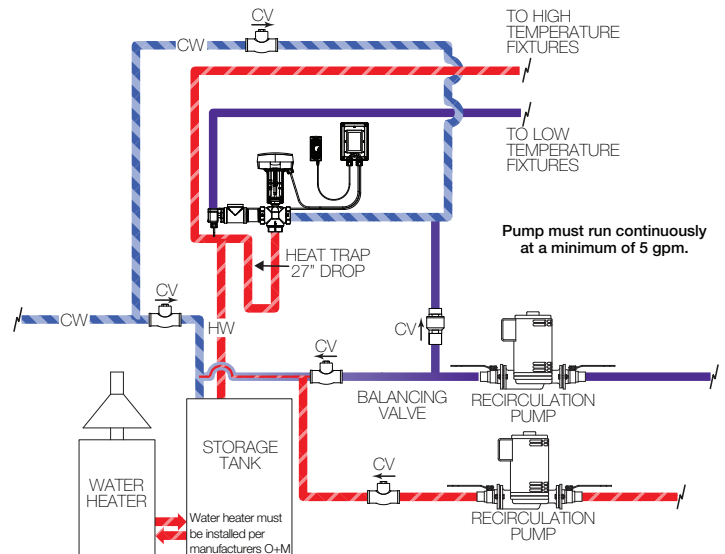 CV
CW
TO HIGH
TEMPERATURE
FIXTURES
TO LOW
TEMPERATURE
FIXTURES
Pump must run continuously
at a minimum of 5 gpm.
HEAT TRAP
27" DROP
CV
CW
HW
CV
CV
BALANCING
VALVE
RECIRCULATION
PUMP
STORAGE
TANK
WATER
HEATER
CV
Water heater must
be installed per
manufacturers O+M
RECIRCULATION
PUMP